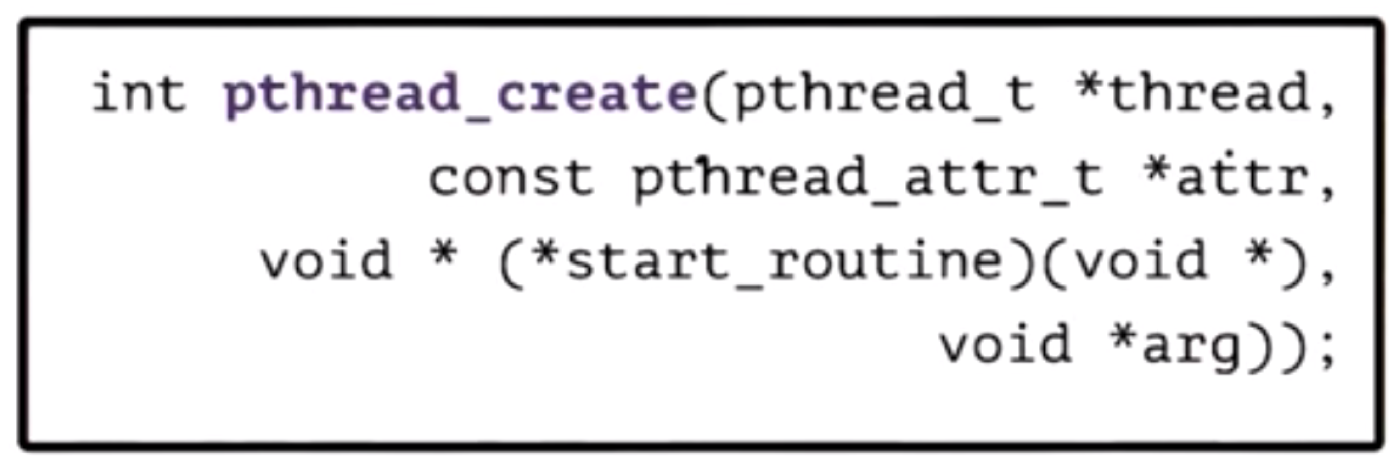 int pthread_create(pthread_t *thread,
const pthread_attr_t *attr,
void * (*start_routine)(void *),
void *arg));